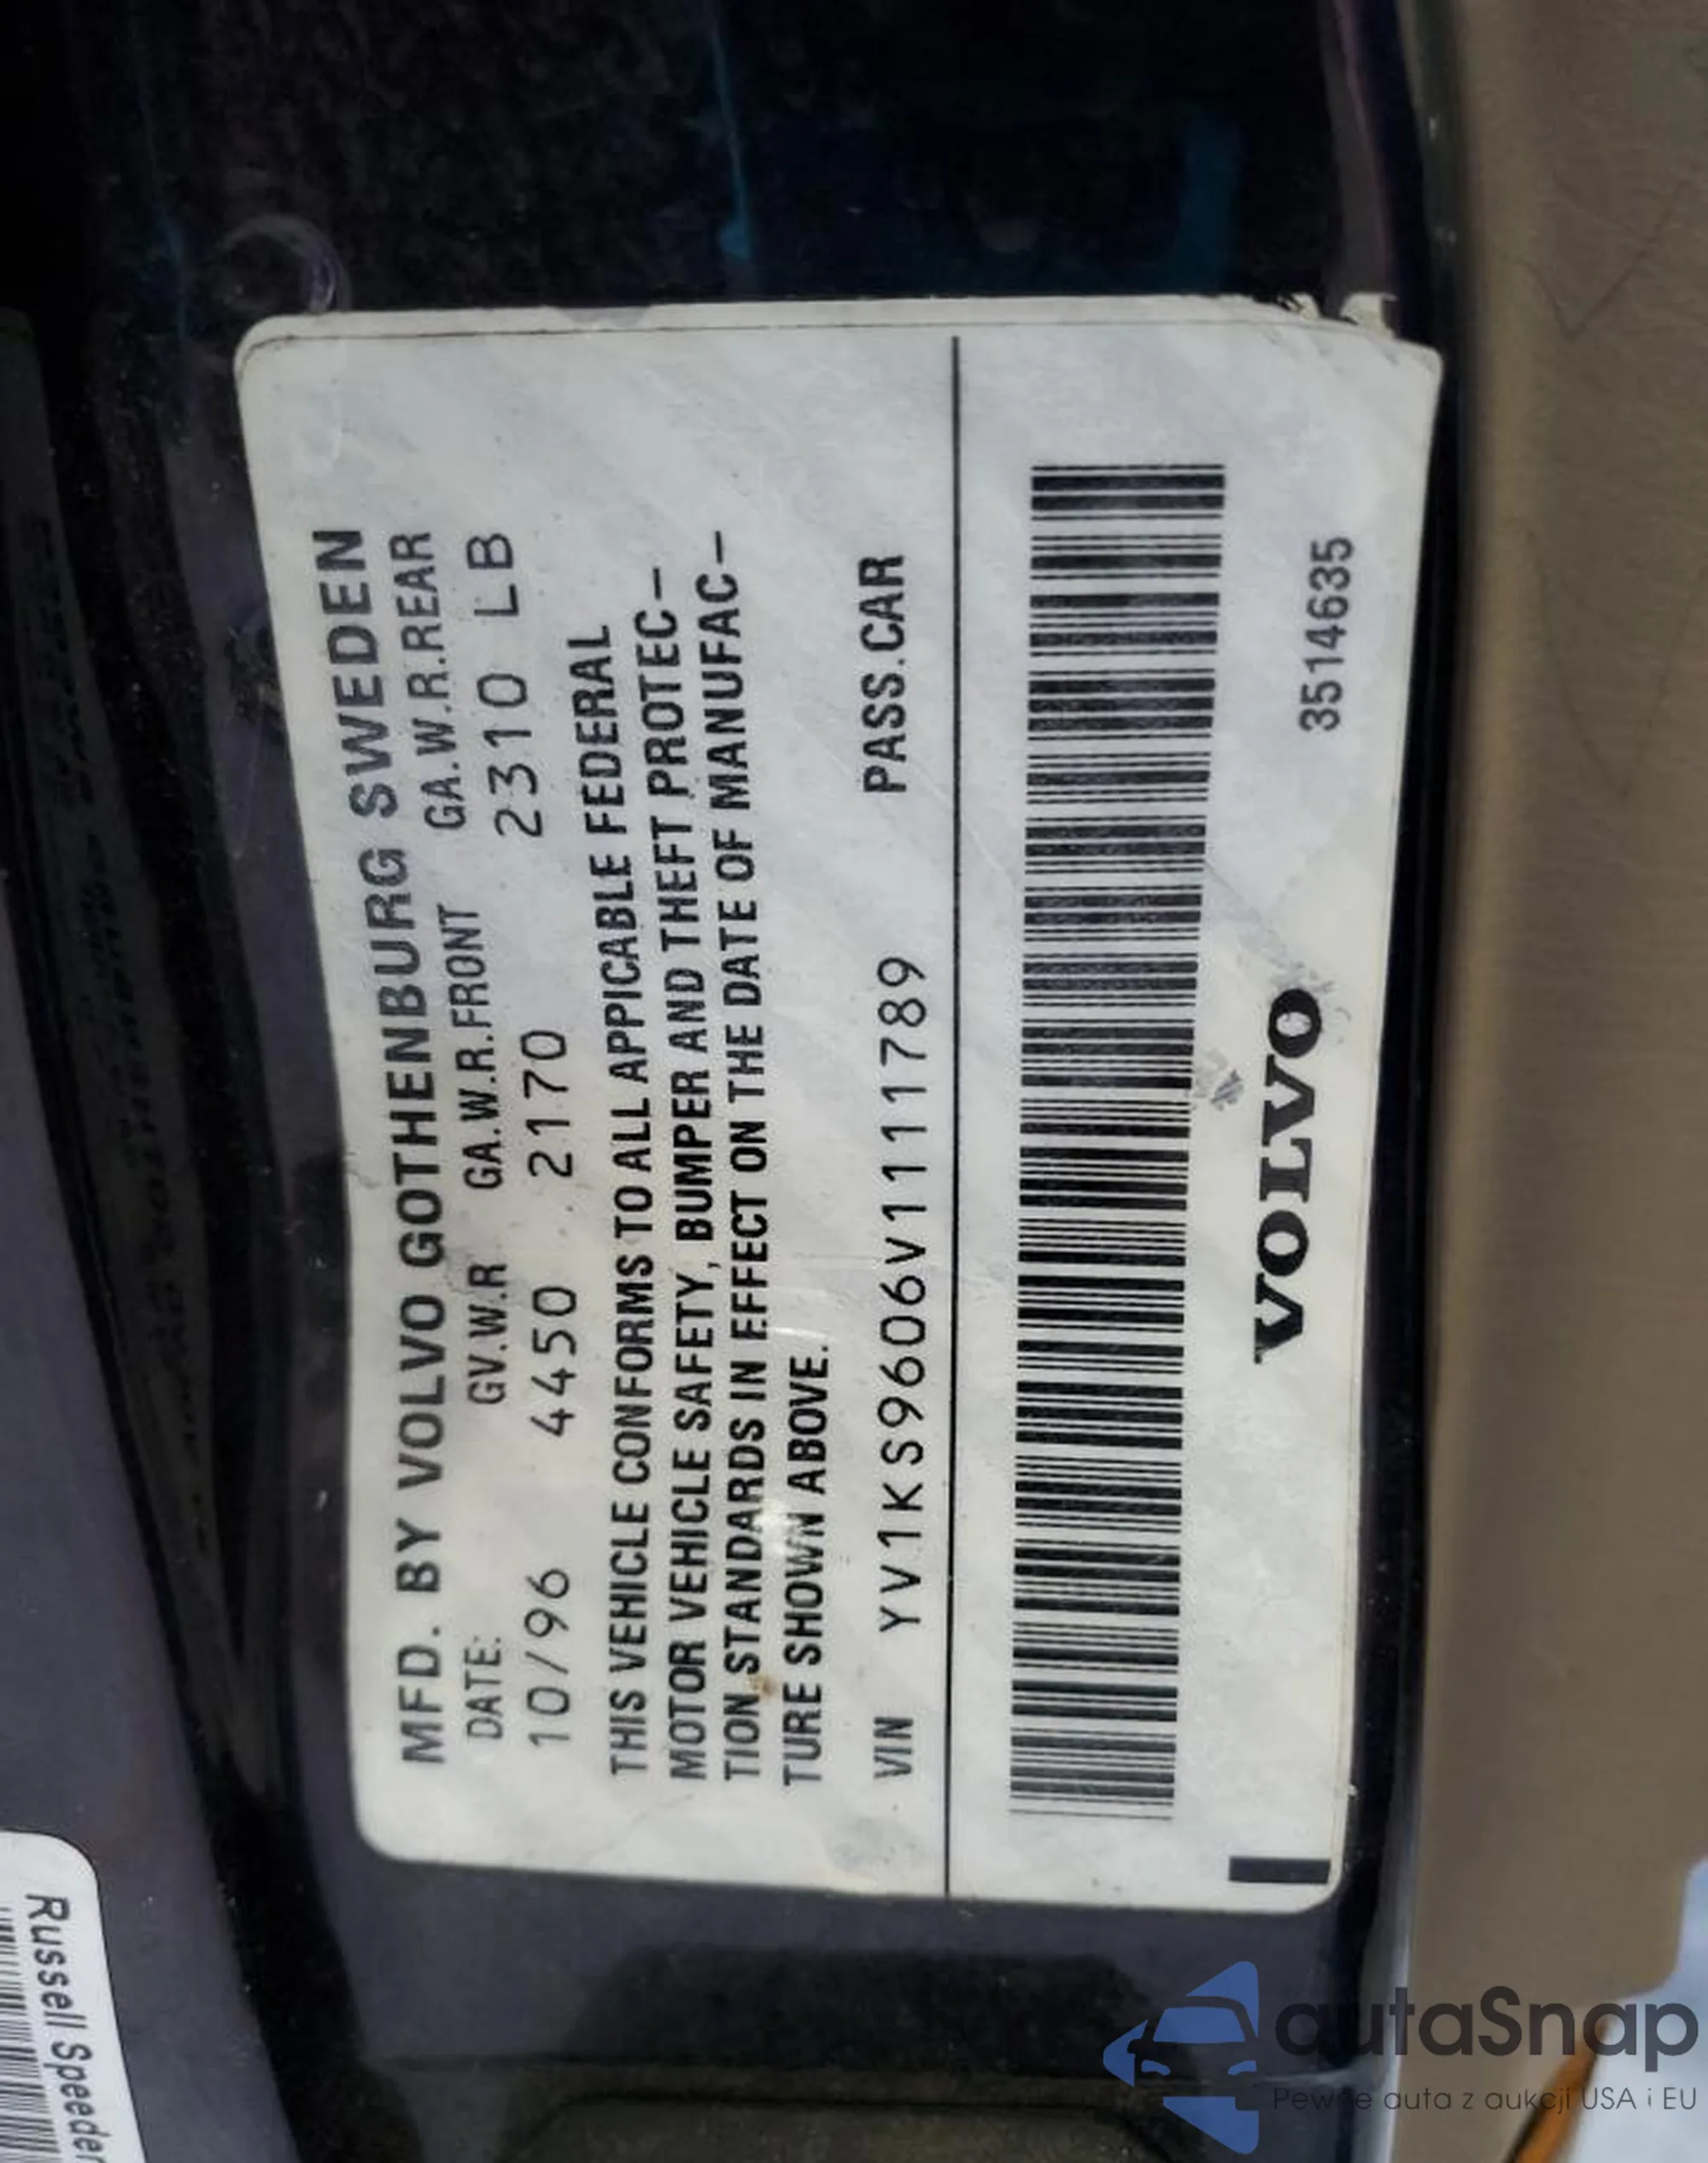 MFD. BY VOLVO GOTHENBURG SWEDEN
DATE: GV.W.R GA.W.R.FRONT GA.W.R.REAR
10/96 4450 2170 2310 LB
THIS VEHICLE CONFORMS TO ALL APPICABLE FEDERAL
MOTOR VEHICLE SAFETY, BUMPER AND THEFT PROTEC-
TION STANDARDS IN EFFECT ON THE DATE OF MANUFAC-
TURE SHOWN ABOVE.
VIN YV1KS9606V1111789 PASS.CAR
VOLVO 3514635
Russell Speeder
autaSnap
Pewne auta z aukcji USA i EU